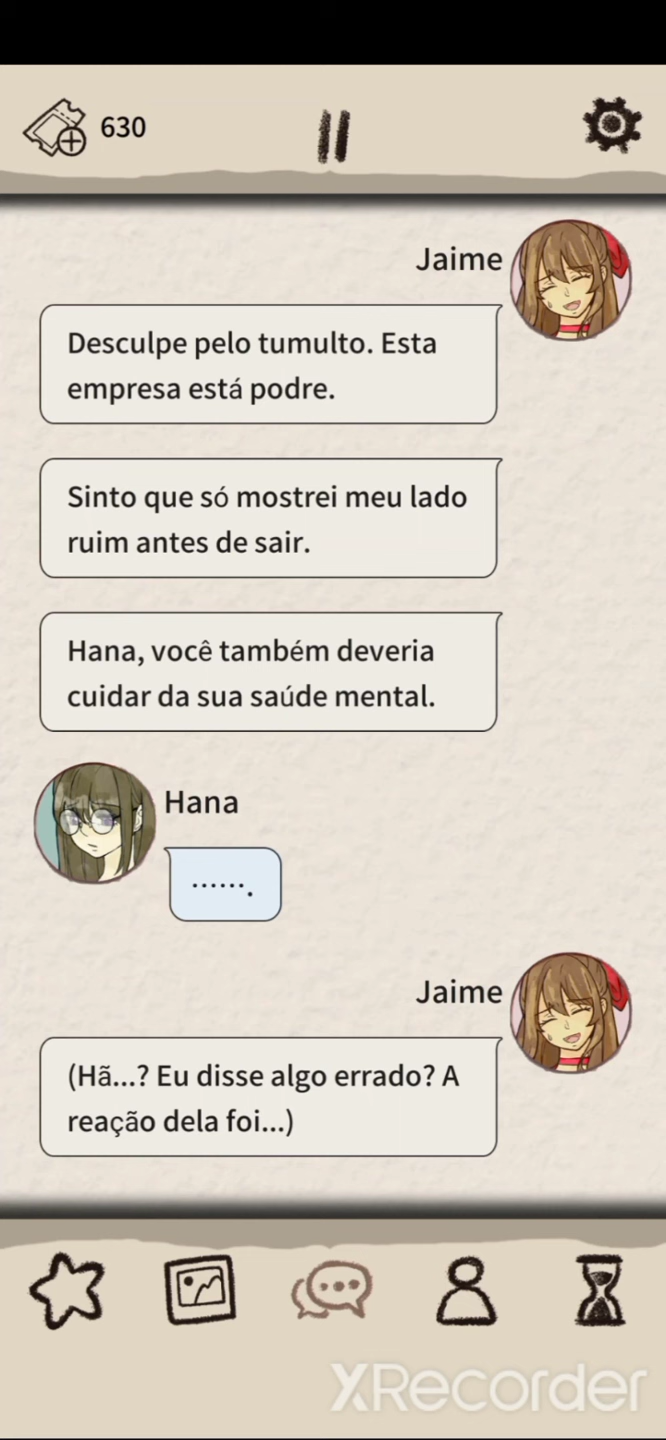 630
Jaime
Desculpe pelo tumulto. Esta
empresa está podre.
Sinto que só mostrei meu lado
ruim antes de sair.
Hana, você também deveria
cuidar da sua saúde mental.
Hana
…….
Jaime
(Hã...? Eu disse algo errado? A
reação dela foi...)
XRecorder